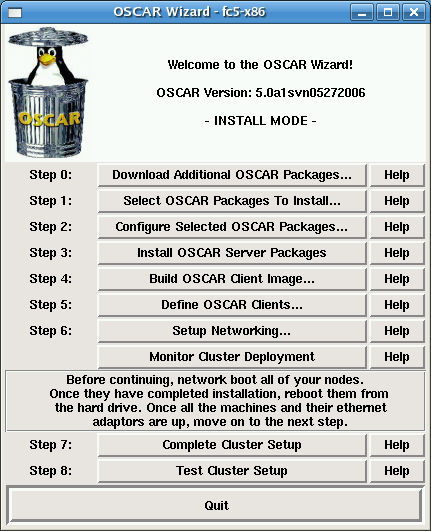 OSCAR Wizard - fc5-x86
OSCAR
Welcome to the OSCAR Wizard!
OSCAR Version: 5.0a1svn05272006
- INSTALL MODE -
Step 0: Download Additional OSCAR Packages... Help
Step 1: Select OSCAR Packages To Install... Help
Step 2: Configure Selected OSCAR Packages... Help
Step 3: Install OSCAR Server Packages Help
Step 4: Build OSCAR Client Image... Help
Step 5: Define OSCAR Clients... Help
Step 6: Setup Networking... Help
Monitor Cluster Deployment Help
Before continuing, network boot all of your nodes.
Once they have completed installation, reboot them from
the hard drive. Once all the machines and their ethernet
adaptors are up, move on to the next step.
Step 7: Complete Cluster Setup Help
Step 8: Test Cluster Setup Help
Quit